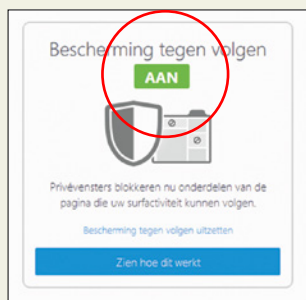 Bescherming tegen volgen
AAN
Privévensters blokkeren nu onderdelen van de
pagina die uw surfactiviteit kunnen volgen.
Bescherming tegen volgen uitzetten
Zien hoe dit werkt